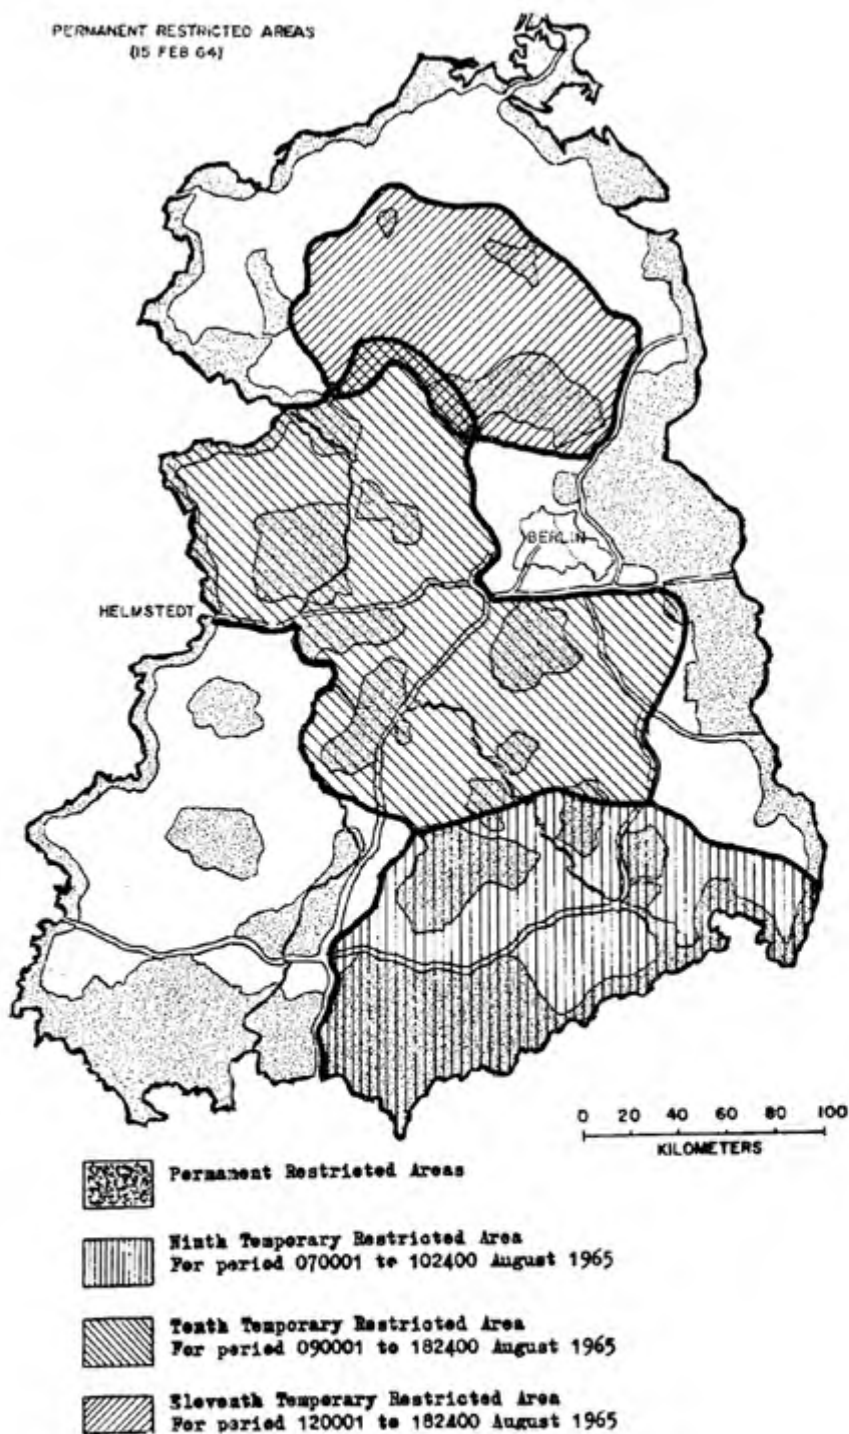 PERMANENT RESTRICTED AREAS
(15 FEB 64)
BERLIN
HELMSTEDT
0 20 40 60 80 100
KILOMETERS
Permanent Restricted Areas
Ninth Temporary Restricted Area
For period 070001 to 102400 August 1965
Tenth Temporary Restricted Area
For period 090001 to 182400 August 1965
Eleventh Temporary Restricted Area
For period 120001 to 182400 August 1965